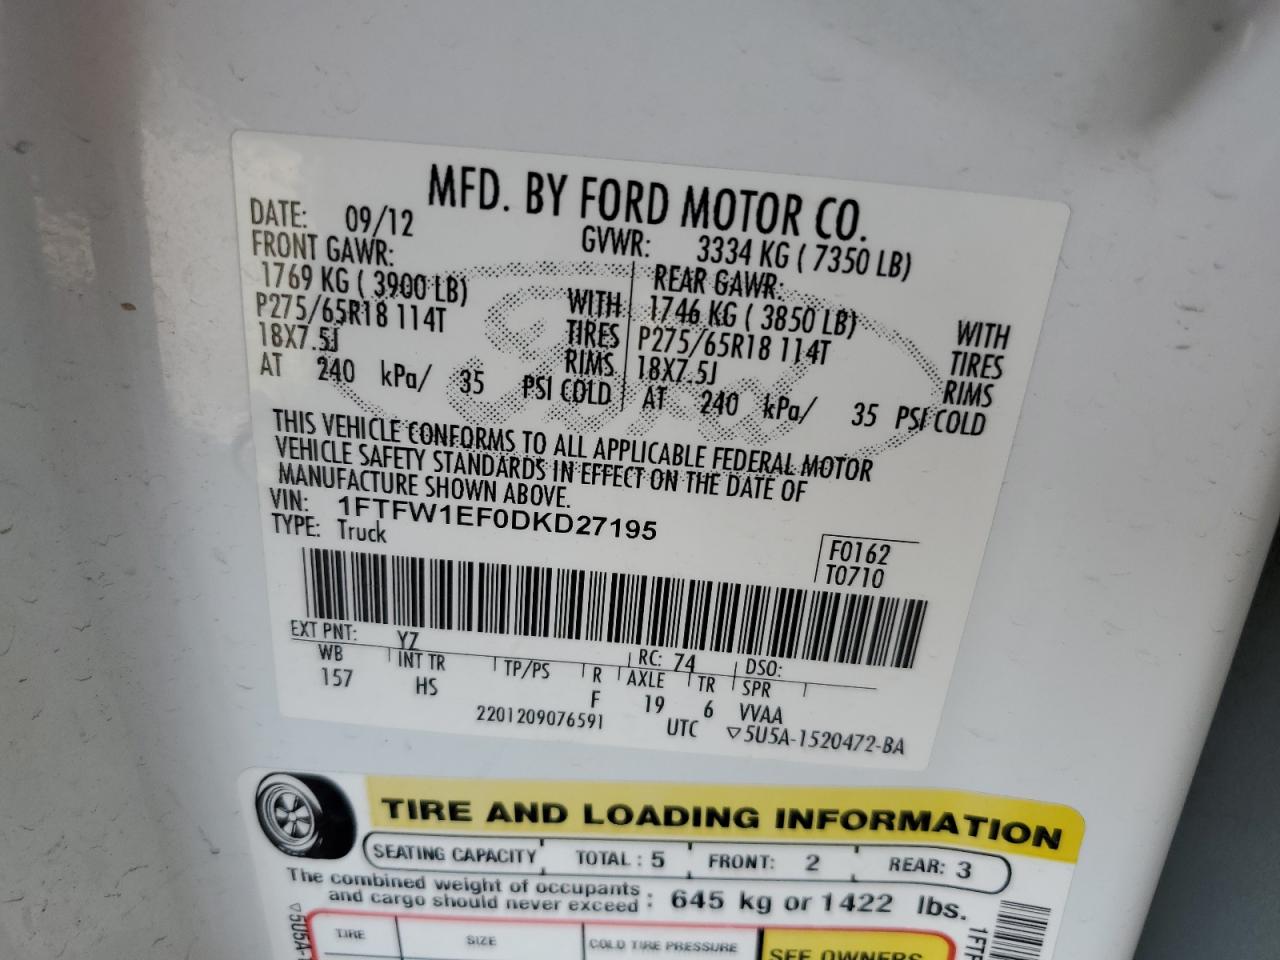 MFD. BY FORD MOTOR CO.
DATE: 09/12 GVWR: 3334 KG ( 7350 LB)
FRONT GAWR: REAR GAWR:
1769 KG ( 3900 LB) WITH 1746 KG ( 3850 LB) WITH
P275/65R18 114T TIRES P275/65R18 114T TIRES
18X7.5J RIMS 18X7.5J RIMS
AT 240 kPa/ 35 PSI COLD AT 240 kPa/ 35 PSI COLD
THIS VEHICLE CONFORMS TO ALL APPLICABLE FEDERAL MOTOR
VEHICLE SAFETY STANDARDS IN EFFECT ON THE DATE OF
MANUFACTURE SHOWN ABOVE.
VIN: 1FTFW1EF0DKD27195
TYPE: Truck
F0162
T0710
EXT PNT: YZ RC: 74 DSO:
WB INT TR TP/PS R AXLE TR SPR
157 HS F 19 6 VVAA
2201209076591 UTC ▽5U5A-1520472-BA
TIRE AND LOADING INFORMATION
SEATING CAPACITY TOTAL : 5 FRONT: 2 REAR: 3
The combined weight of occupants
and cargo should never exceed : 645 kg or 1422 lbs.
TIRE SIZE COLD TIRE PRESSURE SEE OWNERS
▽5U5A-
1FTF